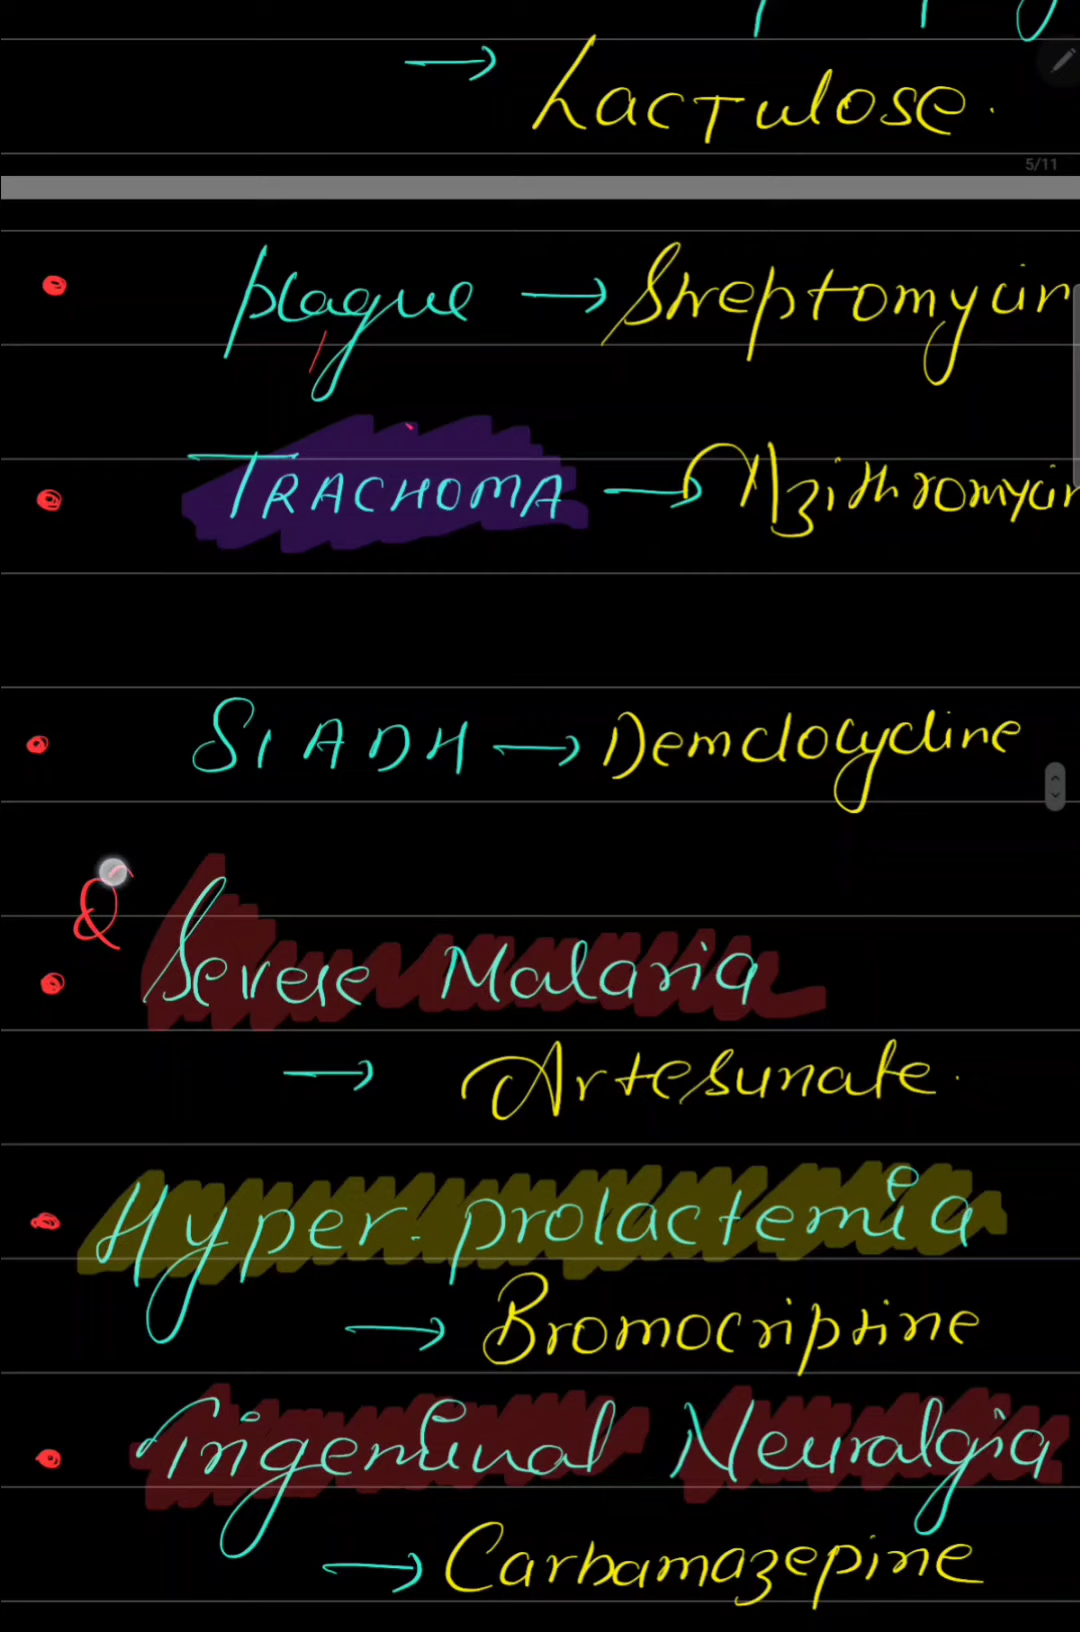 → Lactulose.
5/11
plague → Streptomycin
TRACHOMA → Azithromycin
SIADH → Demclocycline
Q
Severe Malaria
→ Artesunate.
Hyper-prolactemia
→ Bromocriptine
Trigeminal Neuralgia
→ Carbamazepine